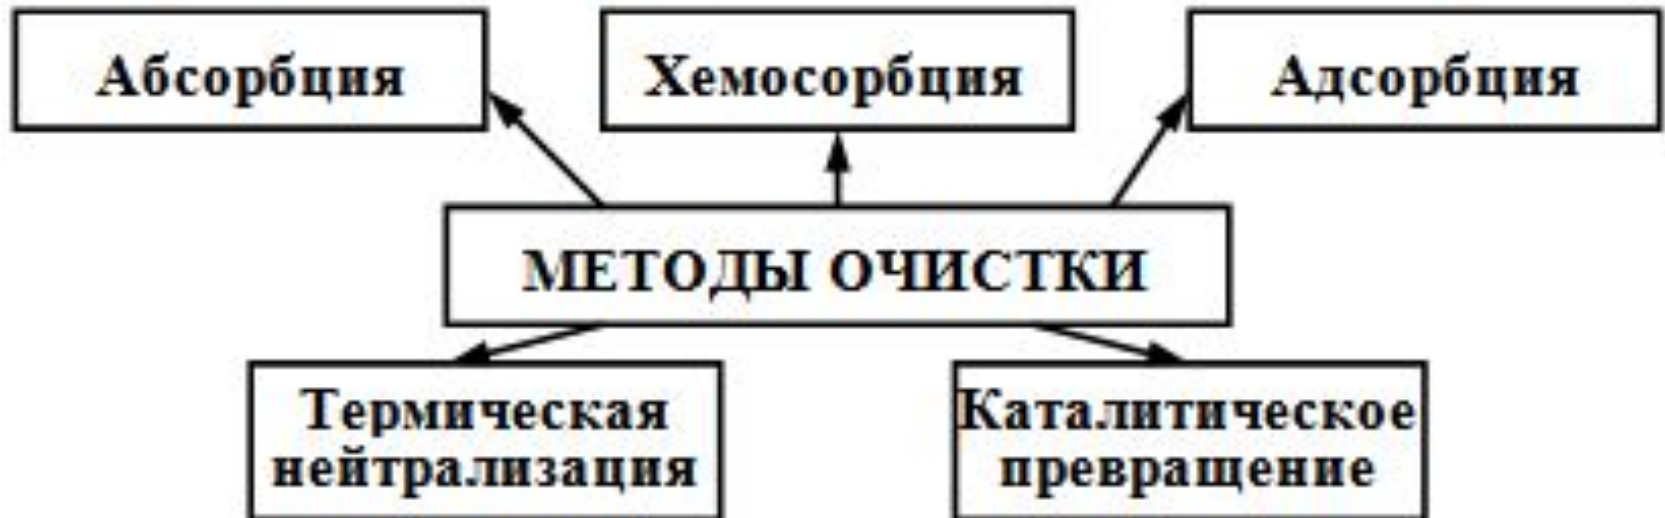 Абсорбция
Хемосорбция
Адсорбция
МЕТОДЫ ОЧИСТКИ
Термическая
нейтрализация
Каталитическое
превращение